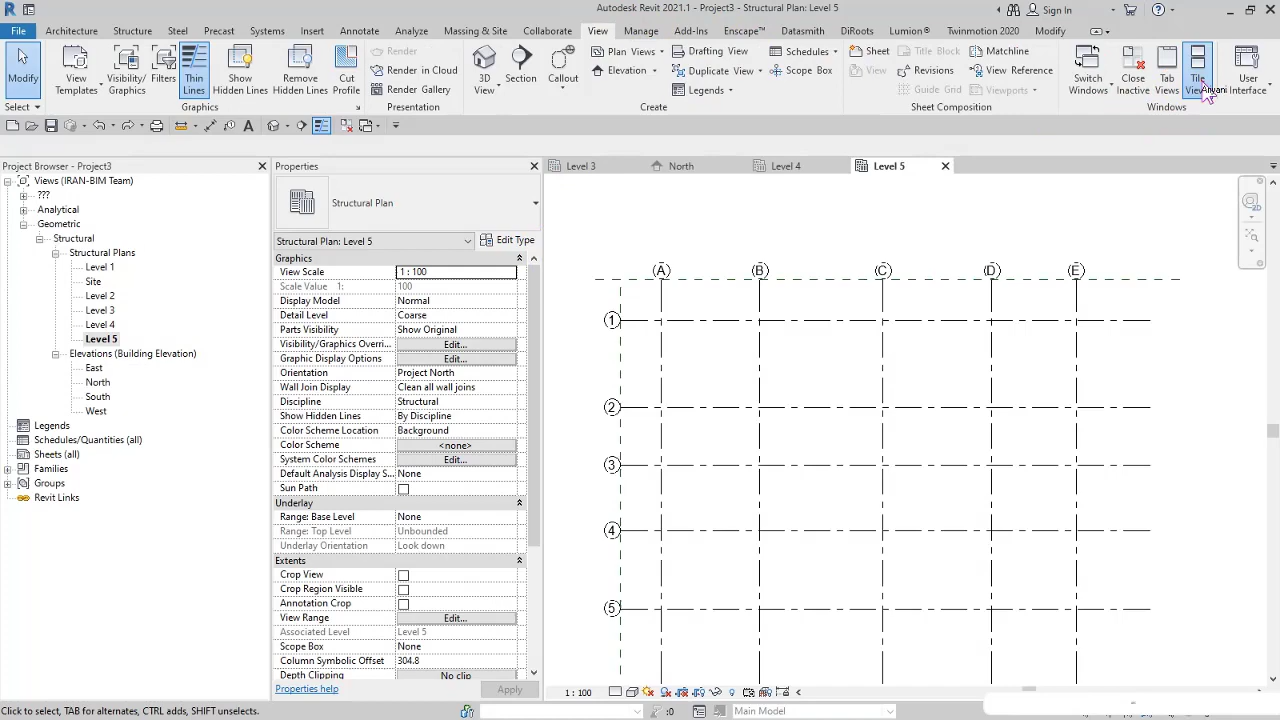 Autodesk Revit 2021.1 - Project3 - Structural Plan: Level 5
Sign In
File Architecture Structure Steel Precast Systems Insert Annotate Analyze Massing & Site Collaborate View Manage Add-Ins Enscape™ Datasmith DiRoots Lumion® Twinmotion 2020 Modify
Modify
View Templates
Visibility/ Graphics
Filters
Thin Lines
Show Hidden Lines
Remove Hidden Lines
Cut Profile
Render
Render in Cloud
Render Gallery
3D View
Section
Callout
Plan Views
Elevation
Drafting View
Duplicate View
Legends
Schedules
Scope Box
Sheet
View
Title Block
Revisions
Guide Grid
Matchline
View Reference
Viewports
Switch Windows
Close Inactive
Tab Views
Tile
User Interface
Select
Graphics
Presentation
Create
Sheet Composition
Windows
Project Browser - Project3
Views (IRAN-BIM Team)
???
Analytical
Geometric
Structural
Structural Plans
Level 1
Site
Level 2
Level 3
Level 4
Level 5
Elevations (Building Elevation)
East
North
South
West
Legends
Schedules/Quantities (all)
Sheets (all)
Families
Groups
Revit Links
Properties
Structural Plan
Structural Plan: Level 5 Edit Type
Graphics
View Scale 1 : 100
Scale Value 1: 100
Display Model Normal
Detail Level Coarse
Parts Visibility Show Original
Visibility/Graphics Overri... Edit...
Graphic Display Options Edit...
Orientation Project North
Wall Join Display Clean all wall joins
Discipline Structural
Show Hidden Lines By Discipline
Color Scheme Location Background
Color Scheme <none>
System Color Schemes Edit...
Default Analysis Display S... None
Sun Path
Underlay
Range: Base Level None
Range: Top Level Unbounded
Underlay Orientation Look down
Extents
Crop View
Crop Region Visible
Annotation Crop
View Range Edit...
Associated Level Level 5
Scope Box None
Column Symbolic Offset 304.8
Depth Clipping No clip
Properties help Apply
Level 3 North Level 4 Level 5
2D
A B C D E
1
2
3
4
5
1 : 100
Click to select, TAB for alternates, CTRL adds, SHIFT unselects.
:0
Main Model